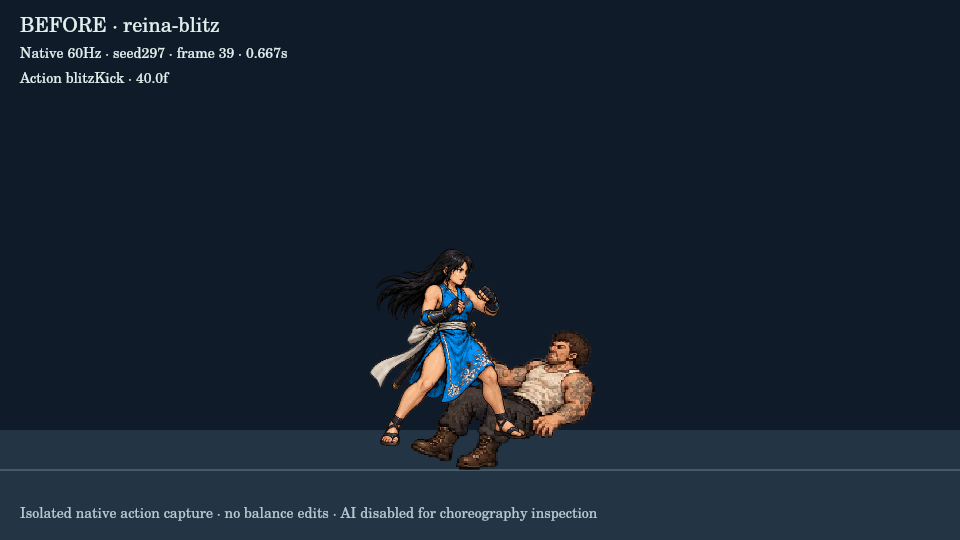 BEFORE · reina-blitz
Native 60Hz · seed297 · frame 39 · 0.667s
Action blitzKick · 40.0f
Isolated native action capture · no balance edits · AI disabled for choreography inspection